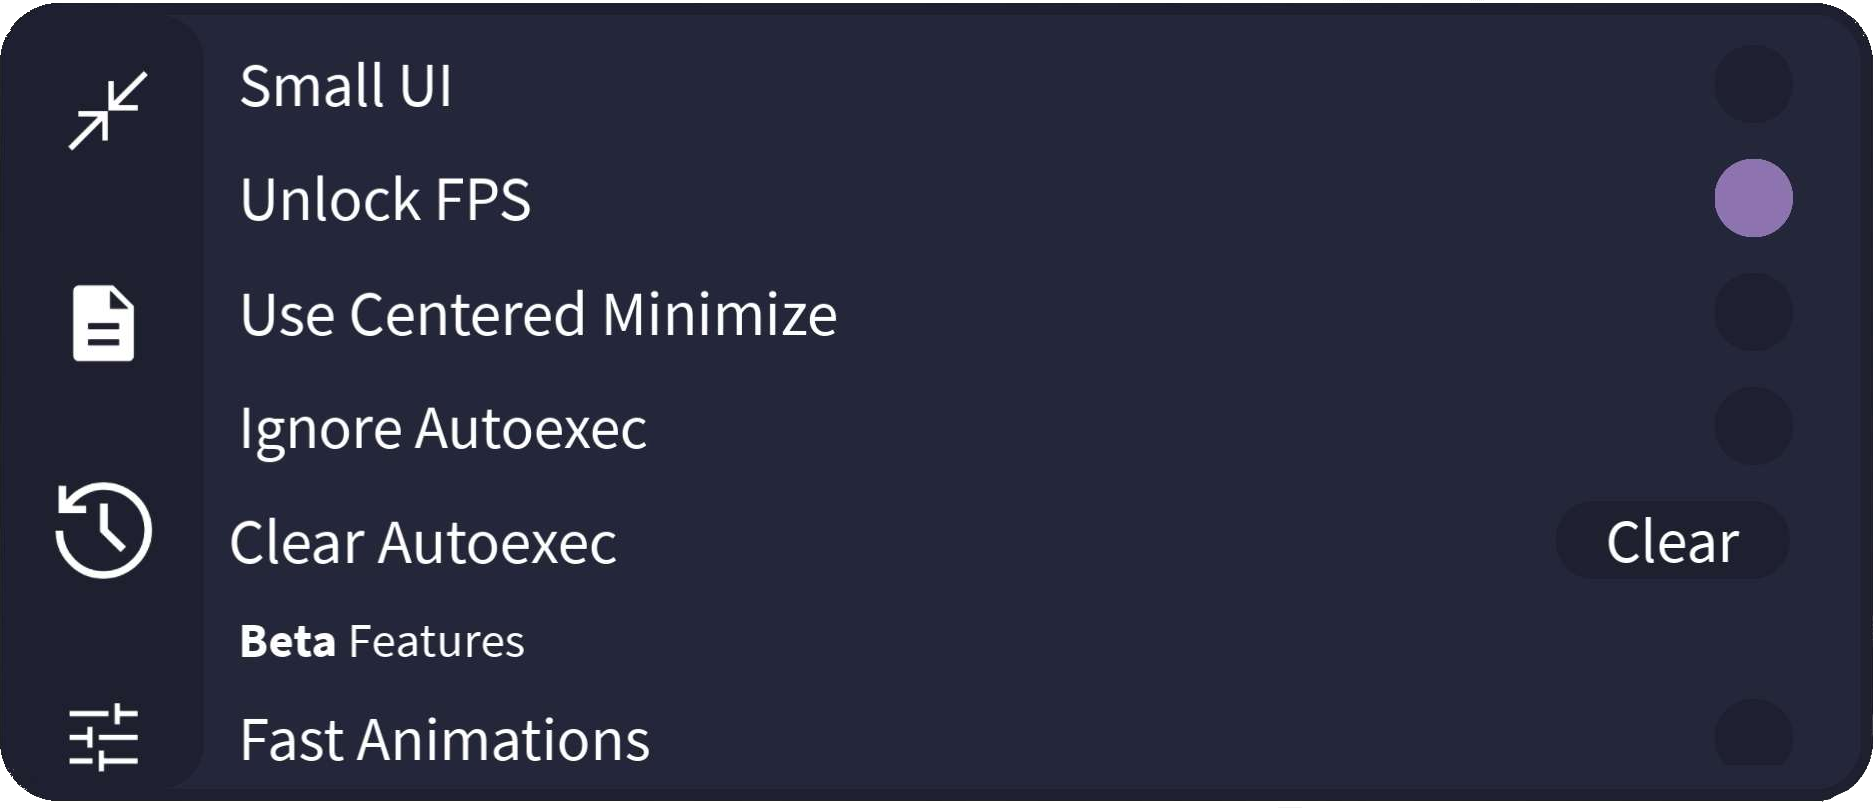 Small UI
Unlock FPS
Use Centered Minimize
Ignore Autoexec
Clear Autoexec
Clear
Beta Features
Fast Animations